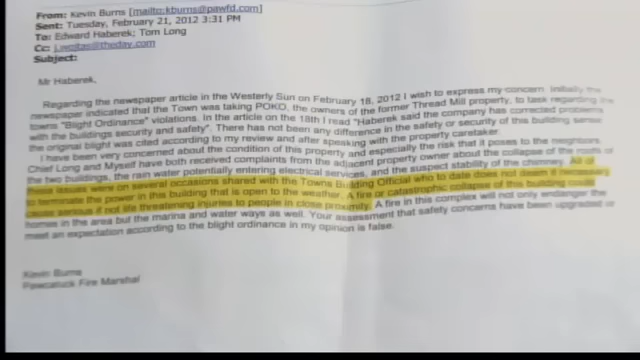 From: Kevin Burns [mailto:kburns@pawfd.com]
Sent: Tuesday, February 21, 2012 3:31 PM
To: Edward Haberek; Tom Long
Cc: j.wojtas@theday.com
Subject:
Mr Haberek,
Regarding the newspaper article in the Westerly Sun on February 18, 2012 I wish to express my concern. Initially the
newspaper indicated that the Town was taking POKO, the owners of the former Thread Mill property, to task regarding the
towns "Blight Ordinance" violations. In the article on the 18th I read "Haberek said the company has corrected problems
with the buildings security and safety". There has not been any difference in the safety or security of this building since
the original blight was cited according to my review and after speaking with the property caretaker.
I have been very concerned about the condition of this property and especially the risk that it poses to the neighbors.
Chief Long and Myself have both received complaints from the adjacent property owner about the collapse of the roofs of
the two buildings, the rain water potentially entering electrical services, and the suspect stability of the chimney. All of
these issues were on several occasions shared with the Towns Building Official who to date does not deem it necessary
to terminate the power in this building that is open to the weather. A fire or catastrophic collapse of this building could
cause serious if not life threatening injuries to people in close proximity. A fire in this complex will not only endanger the
homes in the area but the marina and water ways as well. Your assessment that safety concerns have been upgraded or
meet an expectation according to the blight ordinance in my opinion is false.
Kevin Burns
Pawcatuck Fire Marshal